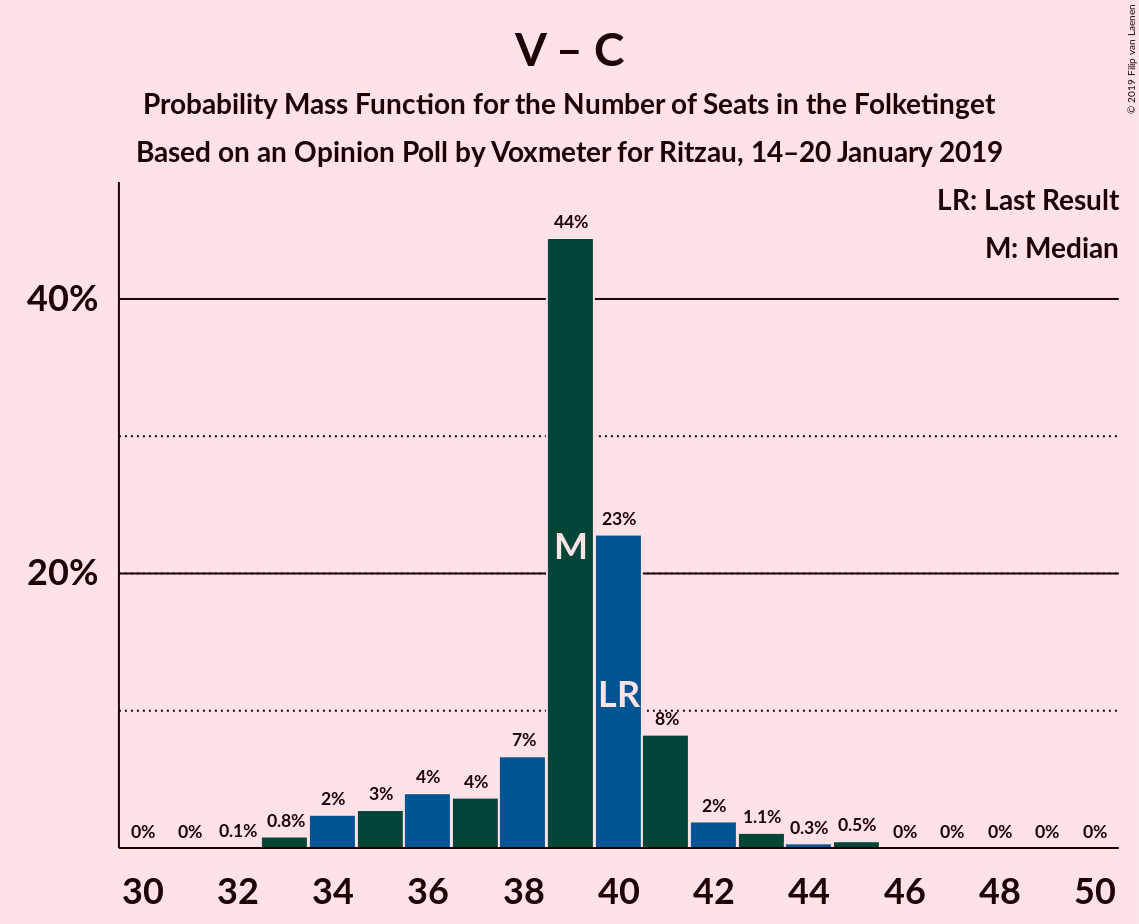 V – C
Probability Mass Function for the Number of Seats in the Folketinget
Based on an Opinion Poll by Voxmeter for Ritzau, 14–20 January 2019
© 2019 Filip van Laenen
LR: Last Result
M: Median
44%
40%
23%
M
20%
LR
8%
7%
4%
4%
3%
2%
2%
1.1%
0.8%
0.5%
0.3%
0.1%
0%
0%
0%
0%
0%
0%
0%
30 32 34 36 38 40 42 44 46 48 50